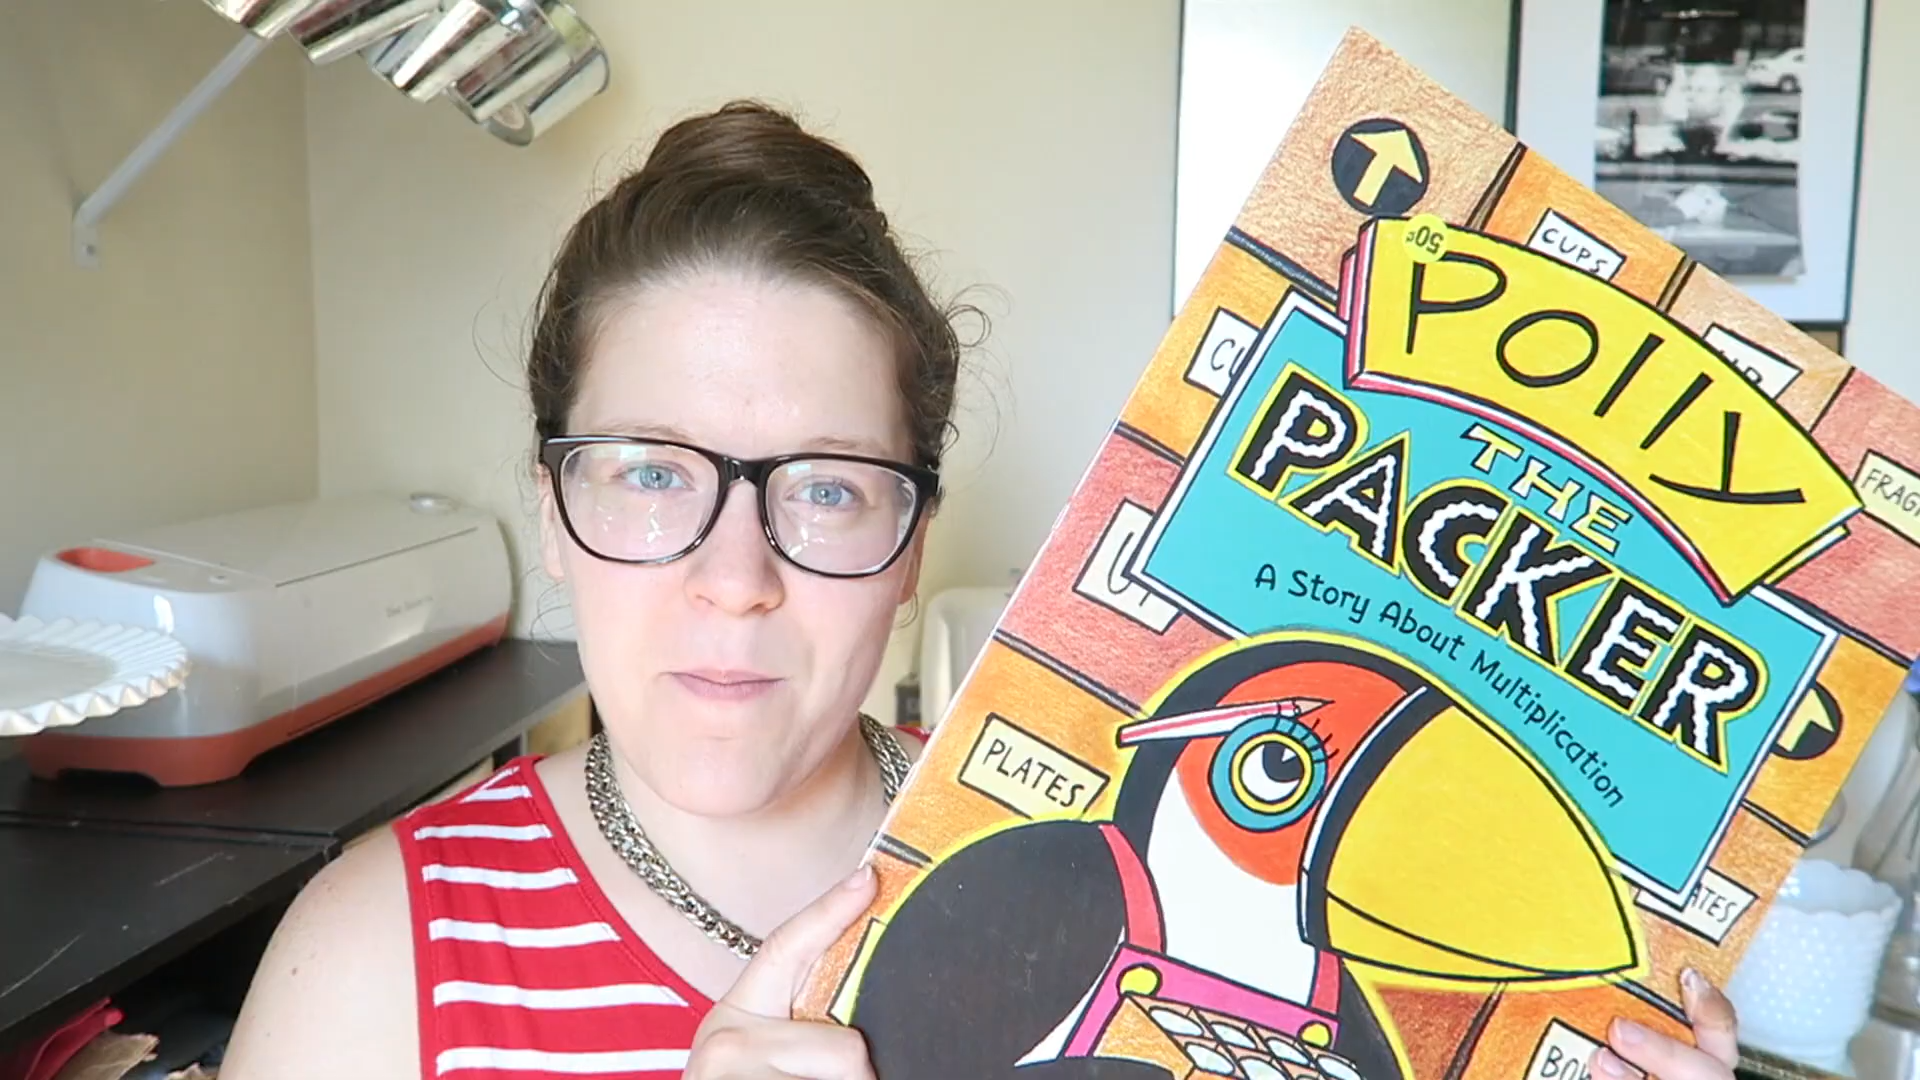 CUPS
50¢
Polly
THE
PACKER
A Story About Multiplication
PLATES